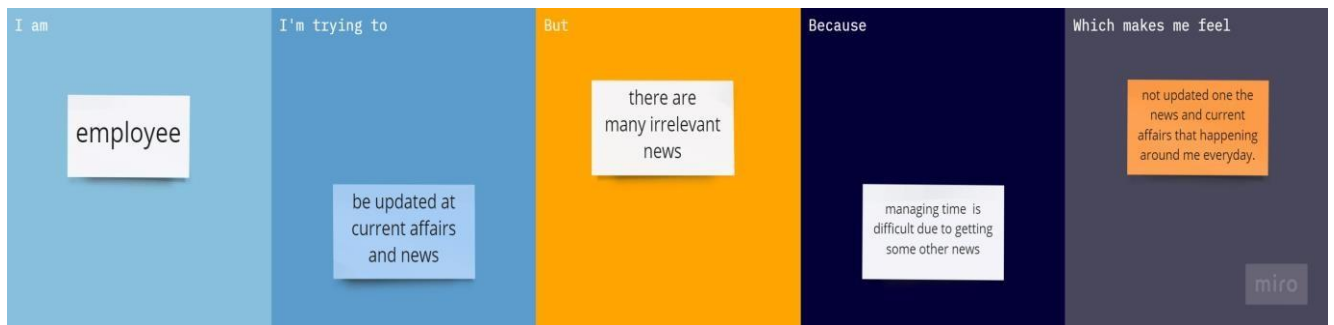 I am
employee
I'm trying to
be updated at
current affairs
and news
But
there are
many irrelevant
news
Because
managing time is
difficult due to getting
some other news
Which makes me feel
not updated one the
news and current
affairs that happening
around me everyday.
miro